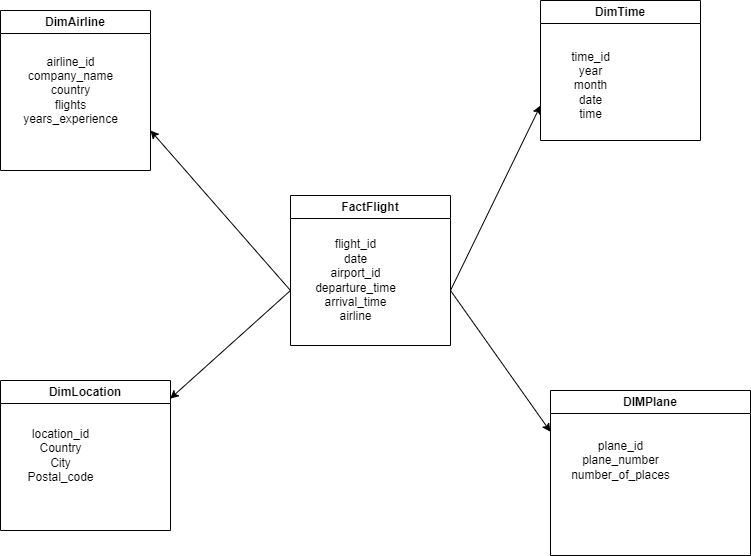 DimAirline
airline_id
company_name
country
flights
years_experience
DimTime
time_id
year
month
date
time
FactFlight
flight_id
date
airport_id
departure_time
arrival_time
airline
DimLocation
location_id
Country
City
Postal_code
DIMPlane
plane_id
plane_number
number_of_places